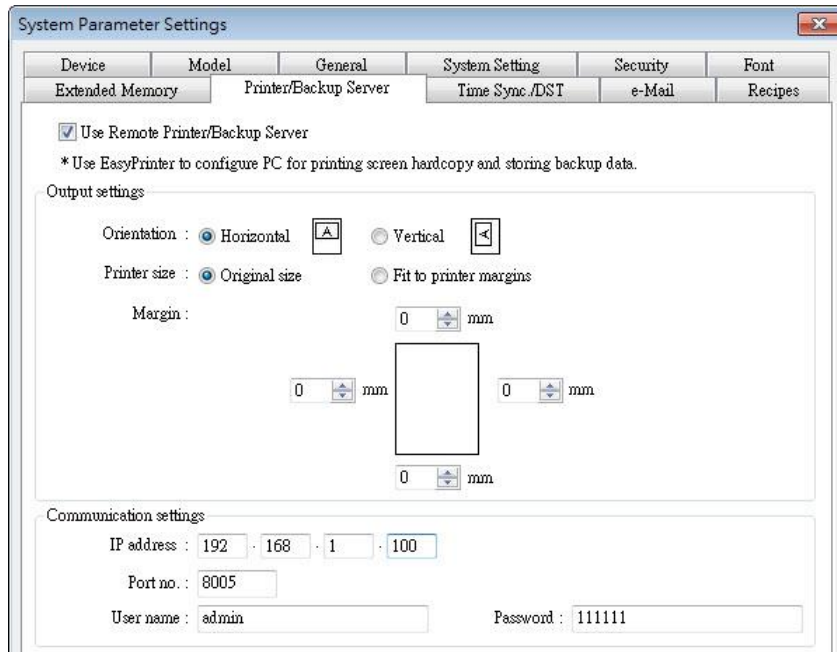 System Parameter Settings
Device Model General System Setting Security Font
Extended Memory Printer/Backup Server Time Sync./DST e-Mail Recipes
Use Remote Printer/Backup Server
* Use EasyPrinter to configure PC for printing screen hardcopy and storing backup data.
Output settings
Orientation : Horizontal A Vertical A
Printer size : Original size Fit to printer margins
Margin : 0 mm
0 mm 0 mm
0 mm
Communication settings
IP address : 192 . 168 . 1 . 100
Port no. : 8005
User name : admin Password : 111111